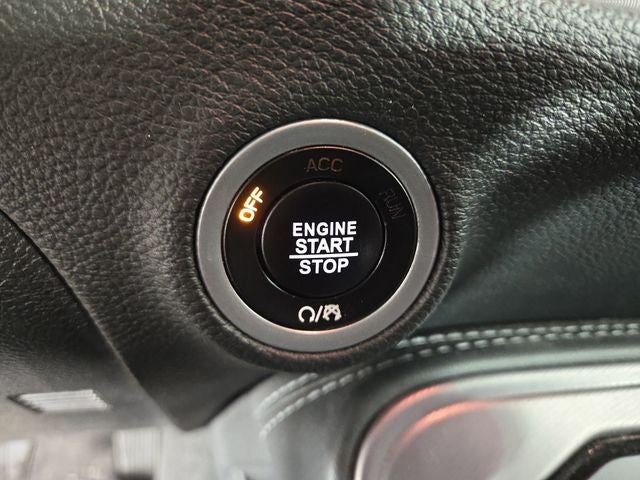 ACC
OFF
RUN
ENGINE
START
STOP